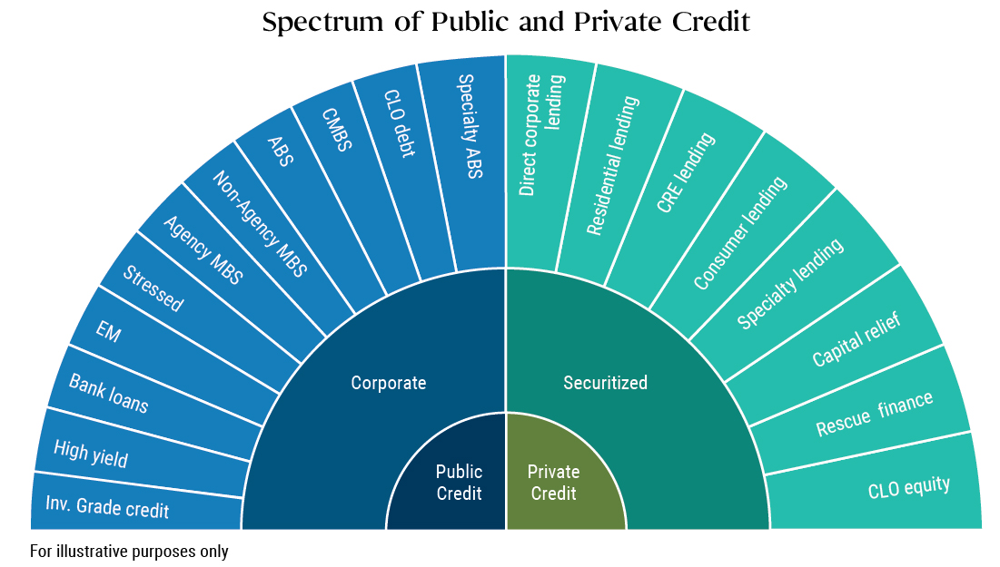 Spectrum of Public and Private Credit
Inv. Grade credit
High yield
Bank loans
EM
Stressed
Agency MBS
Non-Agency MBS
ABS
CMBS
CLO debt
Specialty ABS
Direct corporate
lending
Residential lending
CRE lending
Consumer lending
Specialty lending
Capital relief
Rescue finance
CLO equity
Corporate
Securitized
Public
Credit
Private
Credit
For illustrative purposes only